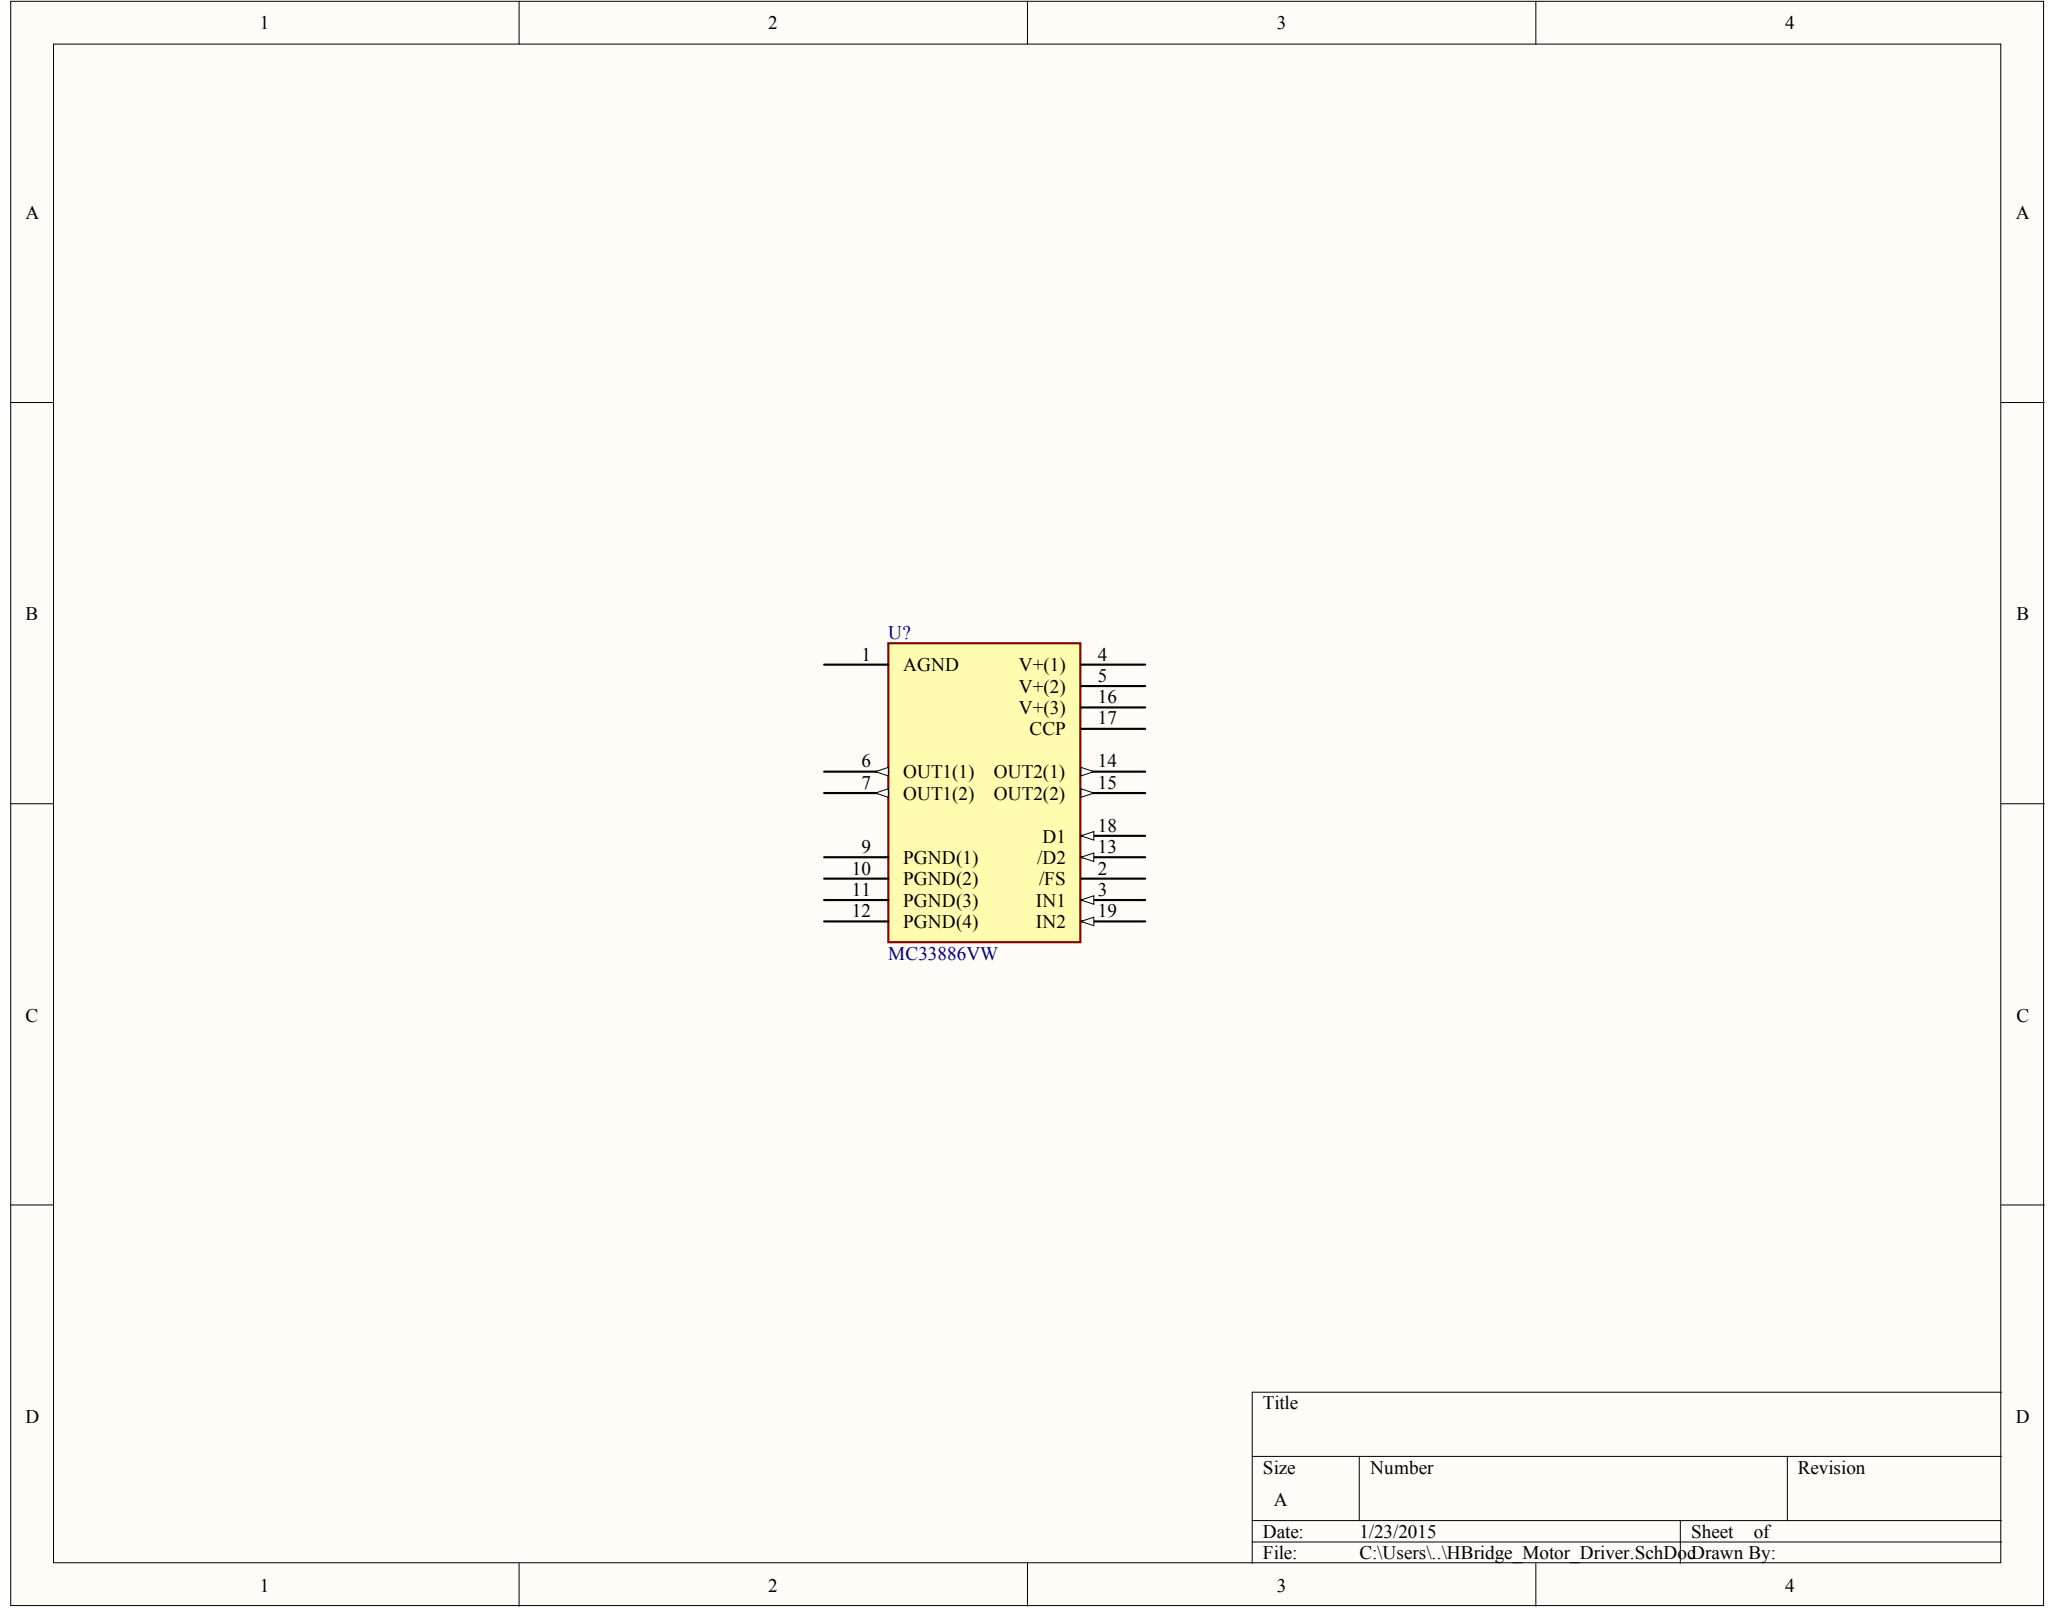 1 2 3 4
A A
B B
U?
1 AGND V+(1) 4
V+(2) 5
V+(3) 16
CCP 17
6 OUT1(1) OUT2(1) 14
7 OUT1(2) OUT2(2) 15
D1 18
9 PGND(1) /D2 13
10 PGND(2) /FS 2
11 PGND(3) IN1 3
12 PGND(4) IN2 19
MC33886VW
C C
Title
D D
Size Number Revision
A
Date: 1/23/2015 Sheet of
File: C:\Users\..\HBridge_Motor_Driver.SchDoc Drawn By:
1 2 3 4